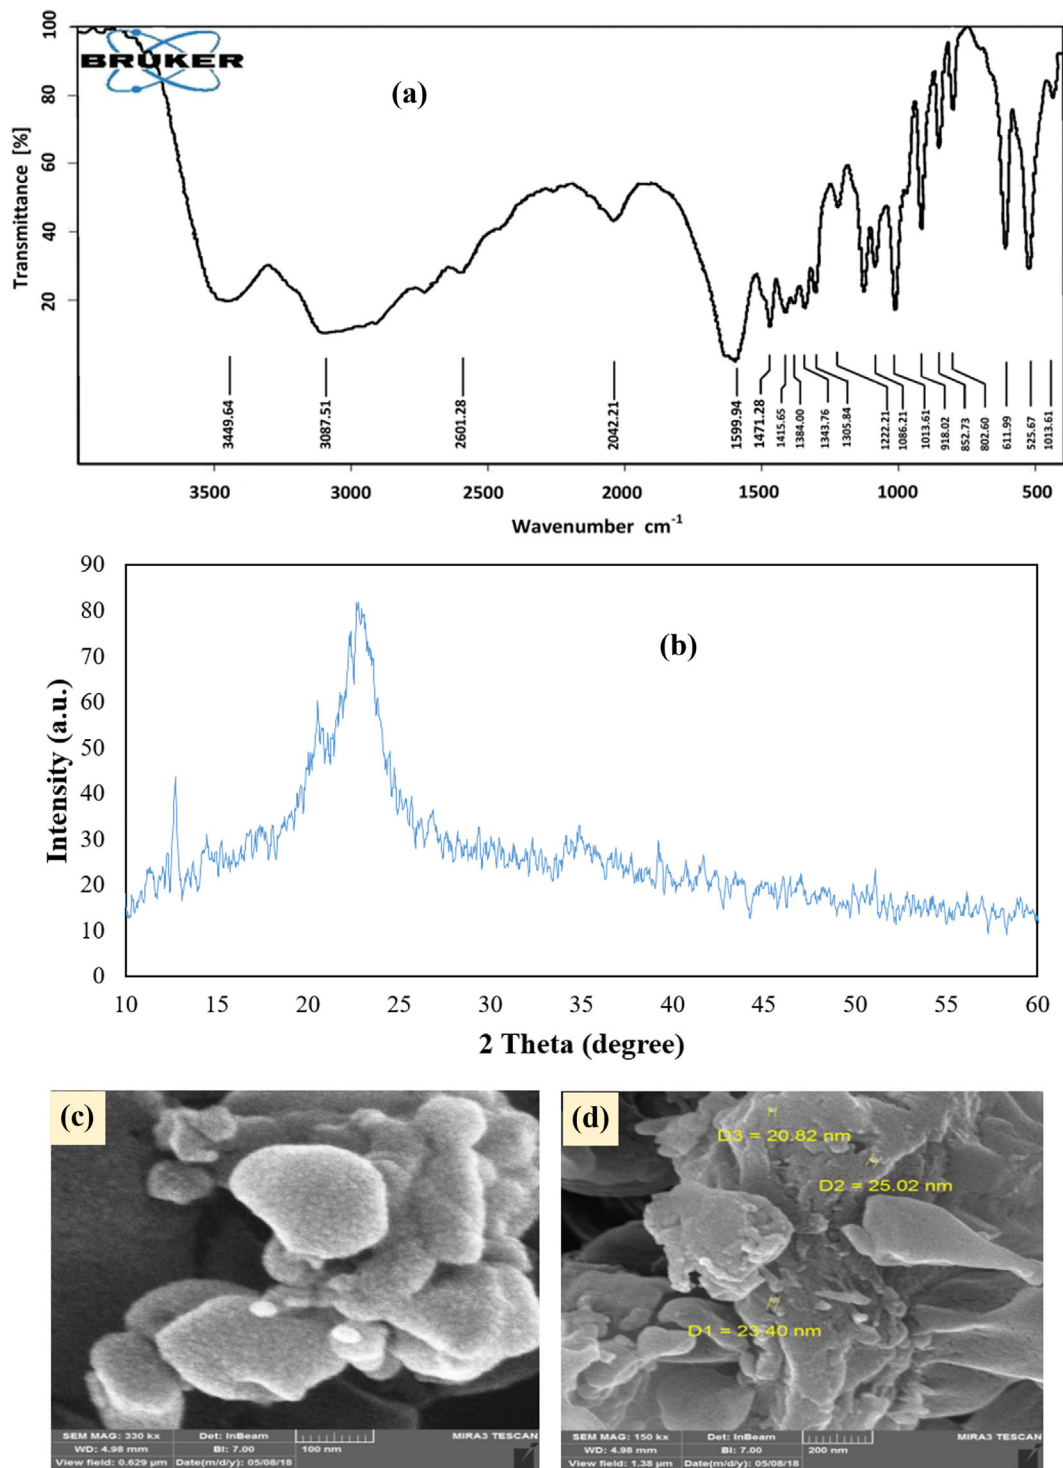 100
BRUKER
(a)
80
60
40
20
Transmittance [%]
3449.64
3087.51
2601.28
2042.21
1599.94
1471.28
1415.65
1384.00
1343.76
1305.84
1222.21
1086.21
1013.61
918.02
852.73
802.60
611.99
525.67
1013.61
3500 3000 2500 2000 1500 1000 500
Wavenumber cm-1
90
80
(b)
70
60
50
40
30
20
10
0
Intensity (a.u.)
10 15 20 25 30 35 40 45 50 55 60
2 Theta (degree)
(c)
SEM MAG: 330 kx Det: InBeam MIRA3 TESCAN
WD: 4.98 mm BI: 7.00 100 nm
View field: 0.629 µm Date(m/d/y): 05/08/18
(d)
D3 = 20.82 nm
D2 = 25.02 nm
D1 = 23.40 nm
SEM MAG: 150 kx Det: InBeam MIRA3 TESCAN
WD: 4.98 mm BI: 7.00 200 nm
View field: 1.38 µm Date(m/d/y): 05/08/18